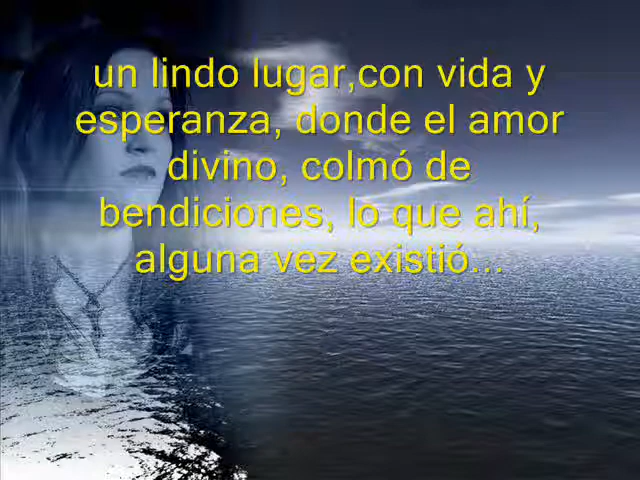 un lindo lugar,con vida y
esperanza, donde el amor
divino, colmó de
bendiciones, lo que ahí,
alguna vez existió...